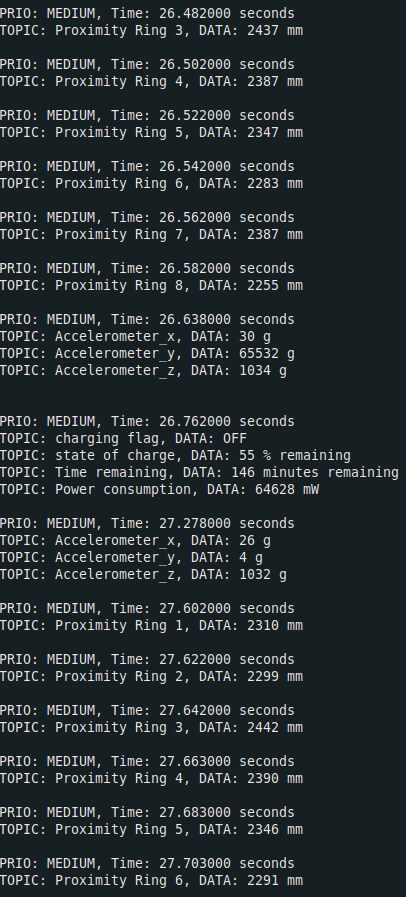 PRIO: MEDIUM, Time: 26.482000 seconds
TOPIC: Proximity Ring 3, DATA: 2437 mm
PRIO: MEDIUM, Time: 26.502000 seconds
TOPIC: Proximity Ring 4, DATA: 2387 mm
PRIO: MEDIUM, Time: 26.522000 seconds
TOPIC: Proximity Ring 5, DATA: 2347 mm
PRIO: MEDIUM, Time: 26.542000 seconds
TOPIC: Proximity Ring 6, DATA: 2283 mm
PRIO: MEDIUM, Time: 26.562000 seconds
TOPIC: Proximity Ring 7, DATA: 2387 mm
PRIO: MEDIUM, Time: 26.582000 seconds
TOPIC: Proximity Ring 8, DATA: 2255 mm
PRIO: MEDIUM, Time: 26.638000 seconds
TOPIC: Accelerometer_x, DATA: 30 g
TOPIC: Accelerometer_y, DATA: 65532 g
TOPIC: Accelerometer_z, DATA: 1034 g
PRIO: MEDIUM, Time: 26.762000 seconds
TOPIC: charging flag, DATA: OFF
TOPIC: state of charge, DATA: 55 % remaining
TOPIC: Time remaining, DATA: 146 minutes remaining
TOPIC: Power consumption, DATA: 64628 mW
PRIO: MEDIUM, Time: 27.278000 seconds
TOPIC: Accelerometer_x, DATA: 26 g
TOPIC: Accelerometer_y, DATA: 4 g
TOPIC: Accelerometer_z, DATA: 1032 g
PRIO: MEDIUM, Time: 27.602000 seconds
TOPIC: Proximity Ring 1, DATA: 2310 mm
PRIO: MEDIUM, Time: 27.622000 seconds
TOPIC: Proximity Ring 2, DATA: 2299 mm
PRIO: MEDIUM, Time: 27.642000 seconds
TOPIC: Proximity Ring 3, DATA: 2442 mm
PRIO: MEDIUM, Time: 27.663000 seconds
TOPIC: Proximity Ring 4, DATA: 2390 mm
PRIO: MEDIUM, Time: 27.683000 seconds
TOPIC: Proximity Ring 5, DATA: 2346 mm
PRIO: MEDIUM, Time: 27.703000 seconds
TOPIC: Proximity Ring 6, DATA: 2291 mm